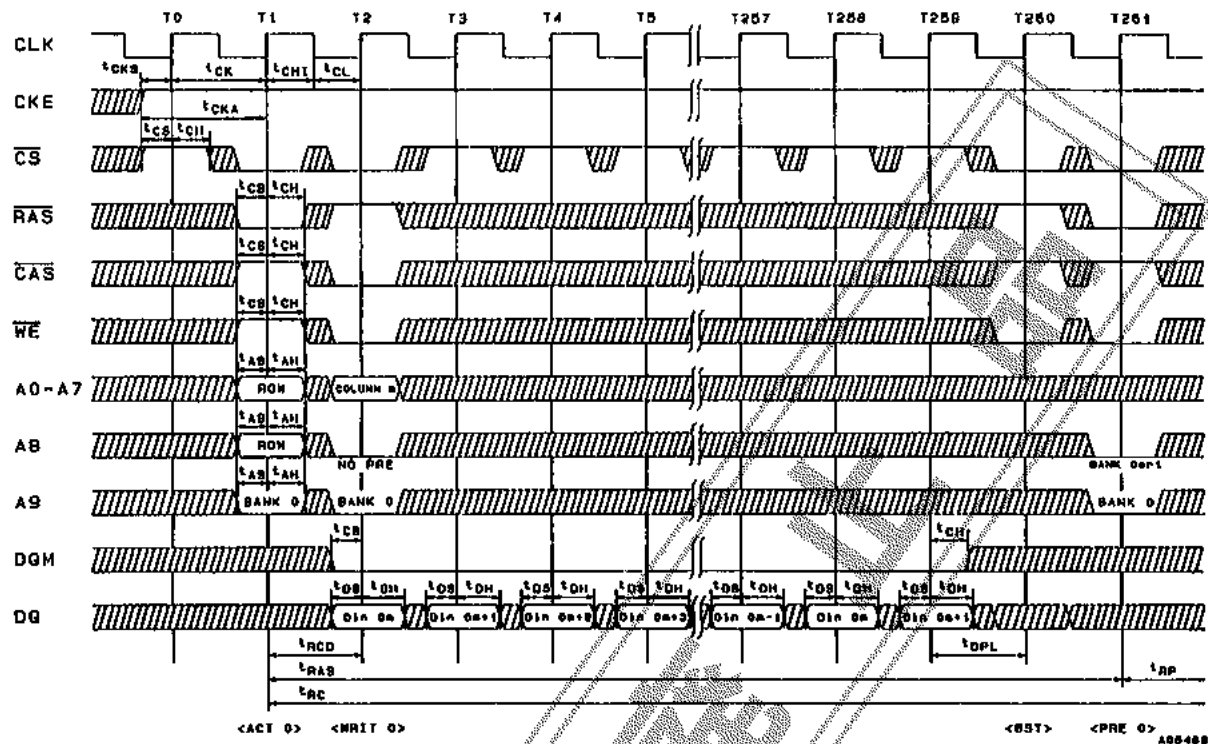 T0 T1 T2 T3 T4 T5 T257 T258 T259 T260 T261
CLK
tCKS tCK tCHI tCL
CKE
tCKA
tCS tCH
CS
tCS tCH
RAS
tCS tCH
CAS
tCS tCH
WE
tAS tAH
A0-A7 ROW COLUMN m
tAS tAH
A8 ROW
NO PRE BANK 0or1
tAS tAH
A9 BANK 0 BANK 0 BANK 0
tCS tCH
DQM
tDS tDH tDS tDH tDS tDH tDS tDH tDS tDH tDS tDH tDS tDH
DQ Din 0m Din 0m+1 Din 0m+2 Din 0m+3 Din 0m-1 Din 0m Din 0m+1
tRCD tDPL
tRAS tRP
tRC
<ACT 0> <WRIT 0> <BST> <PRE 0>